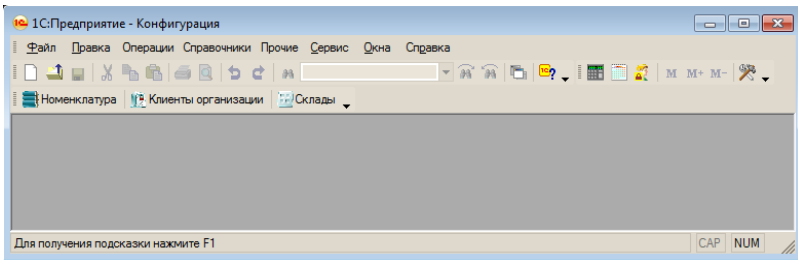 1С:Предприятие - Конфигурация
Файл Правка Операции Справочники Прочие Сервис Окна Справка
M M+ M-
Номенклатура Клиенты организации Склады
Для получения подсказки нажмите F1 CAP NUM